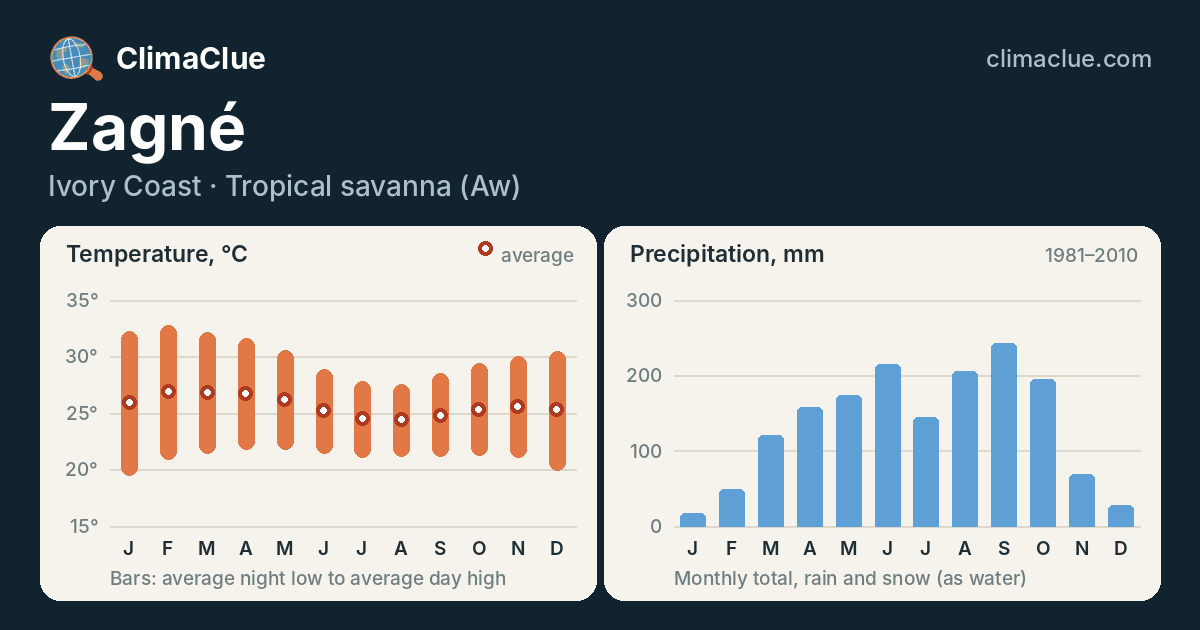 ClimaClue
climaclue.com
Zagné
Ivory Coast · Tropical savanna (Aw)
Temperature, °C
average
35°
30°
25°
20°
15°
J F M A M J J A S O N D
Bars: average night low to average day high
Precipitation, mm
1981–2010
300
200
100
0
J F M A M J J A S O N D
Monthly total, rain and snow (as water)